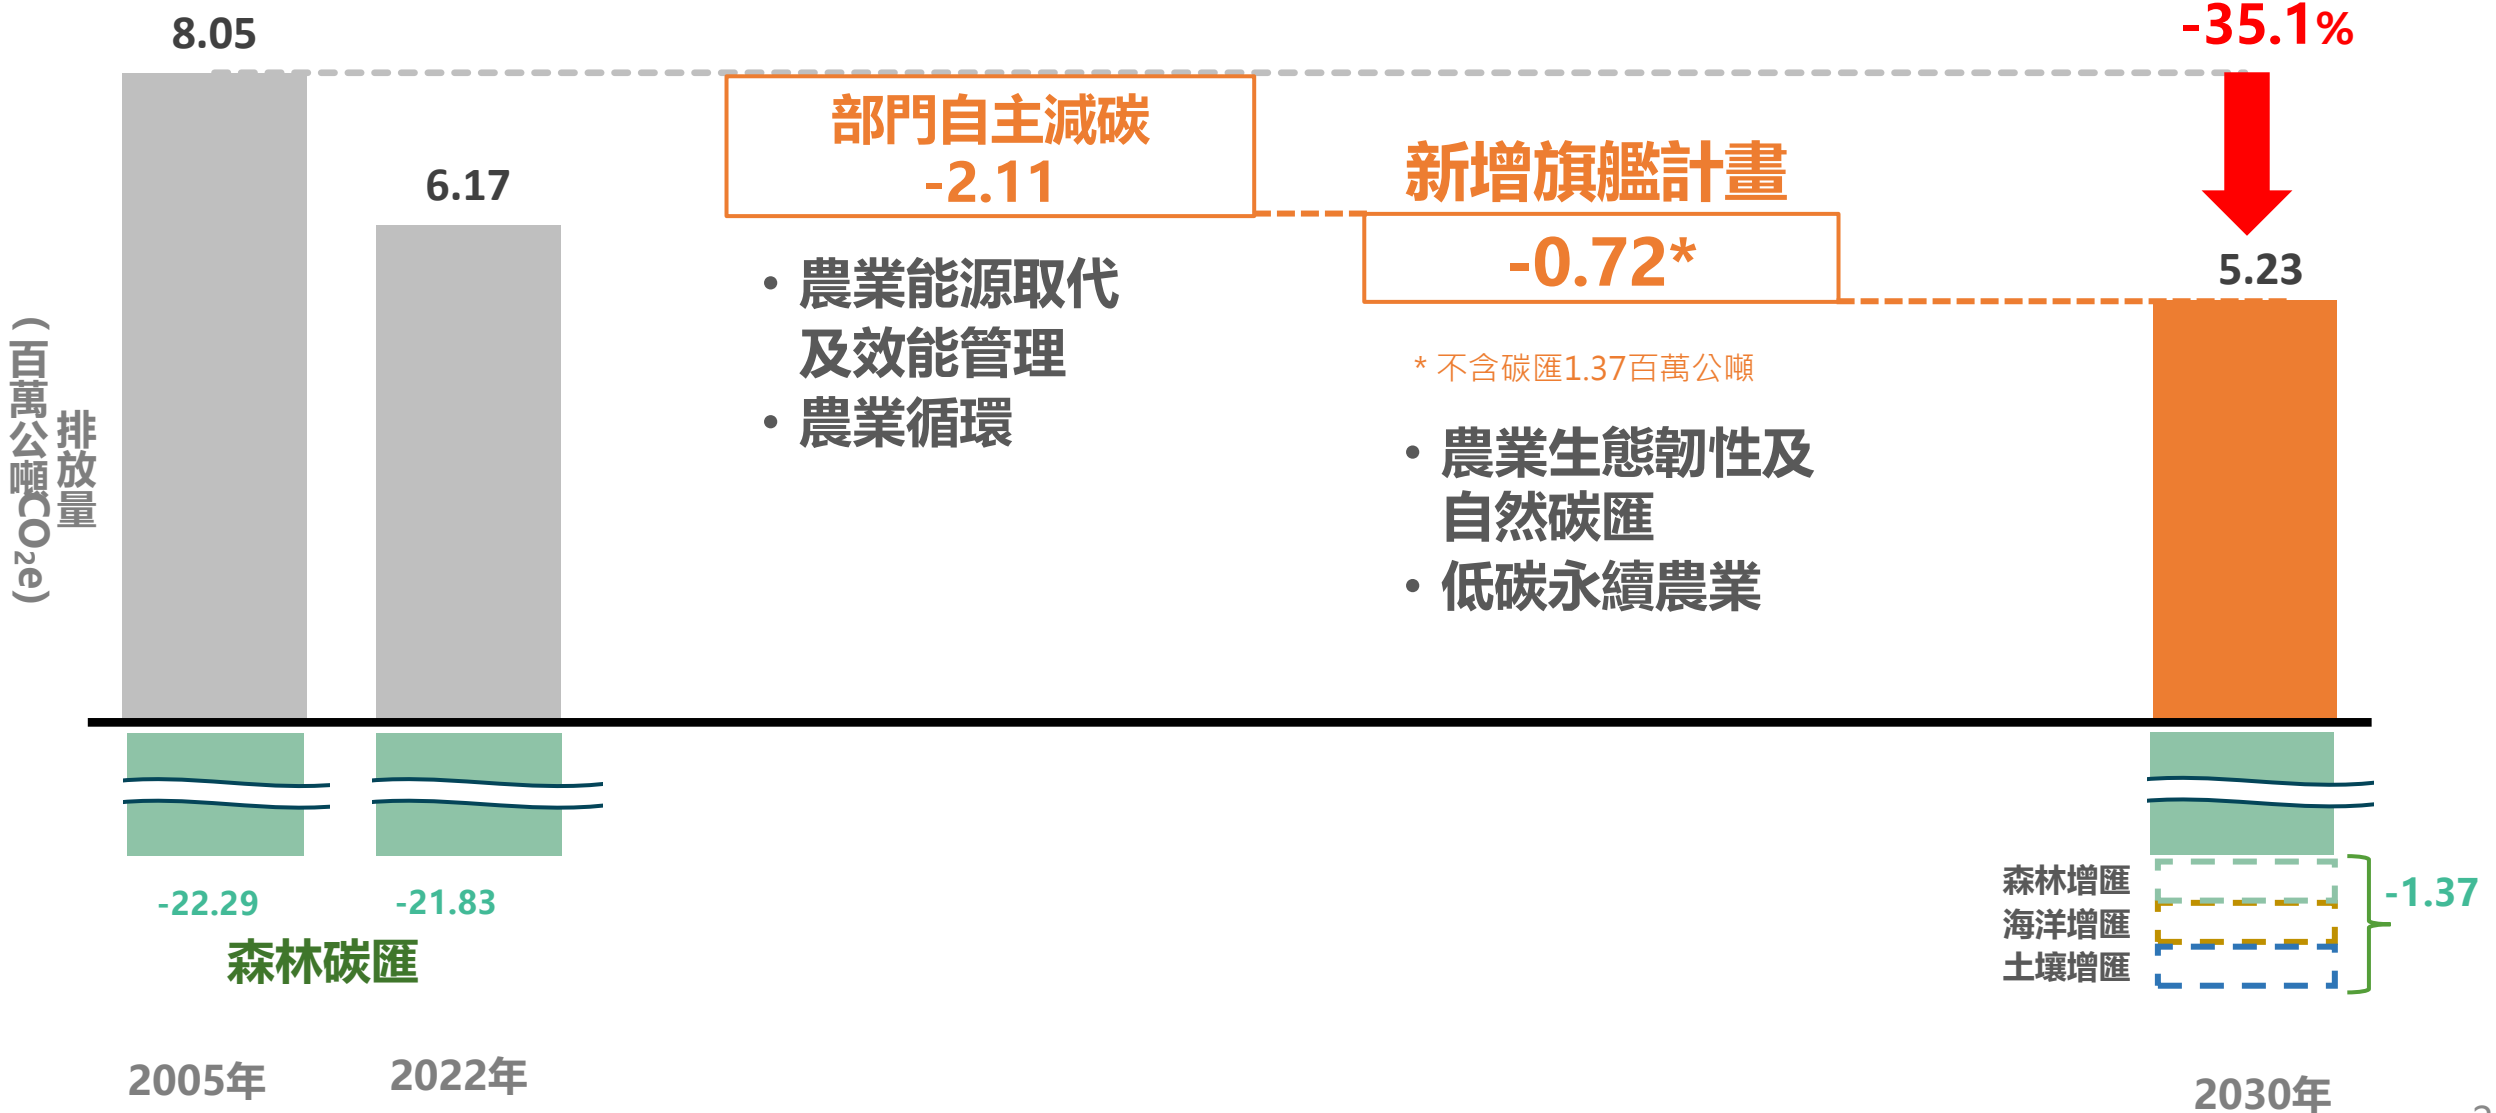 8.05
-35.1%
部門自主減碳
-2.11
新增旗艦計畫
-0.72*
6.17
5.23
• 農業能源取代
及效能管理
• 農業循環
* 不含碳匯1.37百萬公噸
• 農業生態韌性及
自然碳匯
• 低碳永續農業
排放量
(百萬公噸CO₂e)
-22.29
-21.83
森林碳匯
森林增匯
海洋增匯
土壤增匯
-1.37
2005年
2022年
2030年